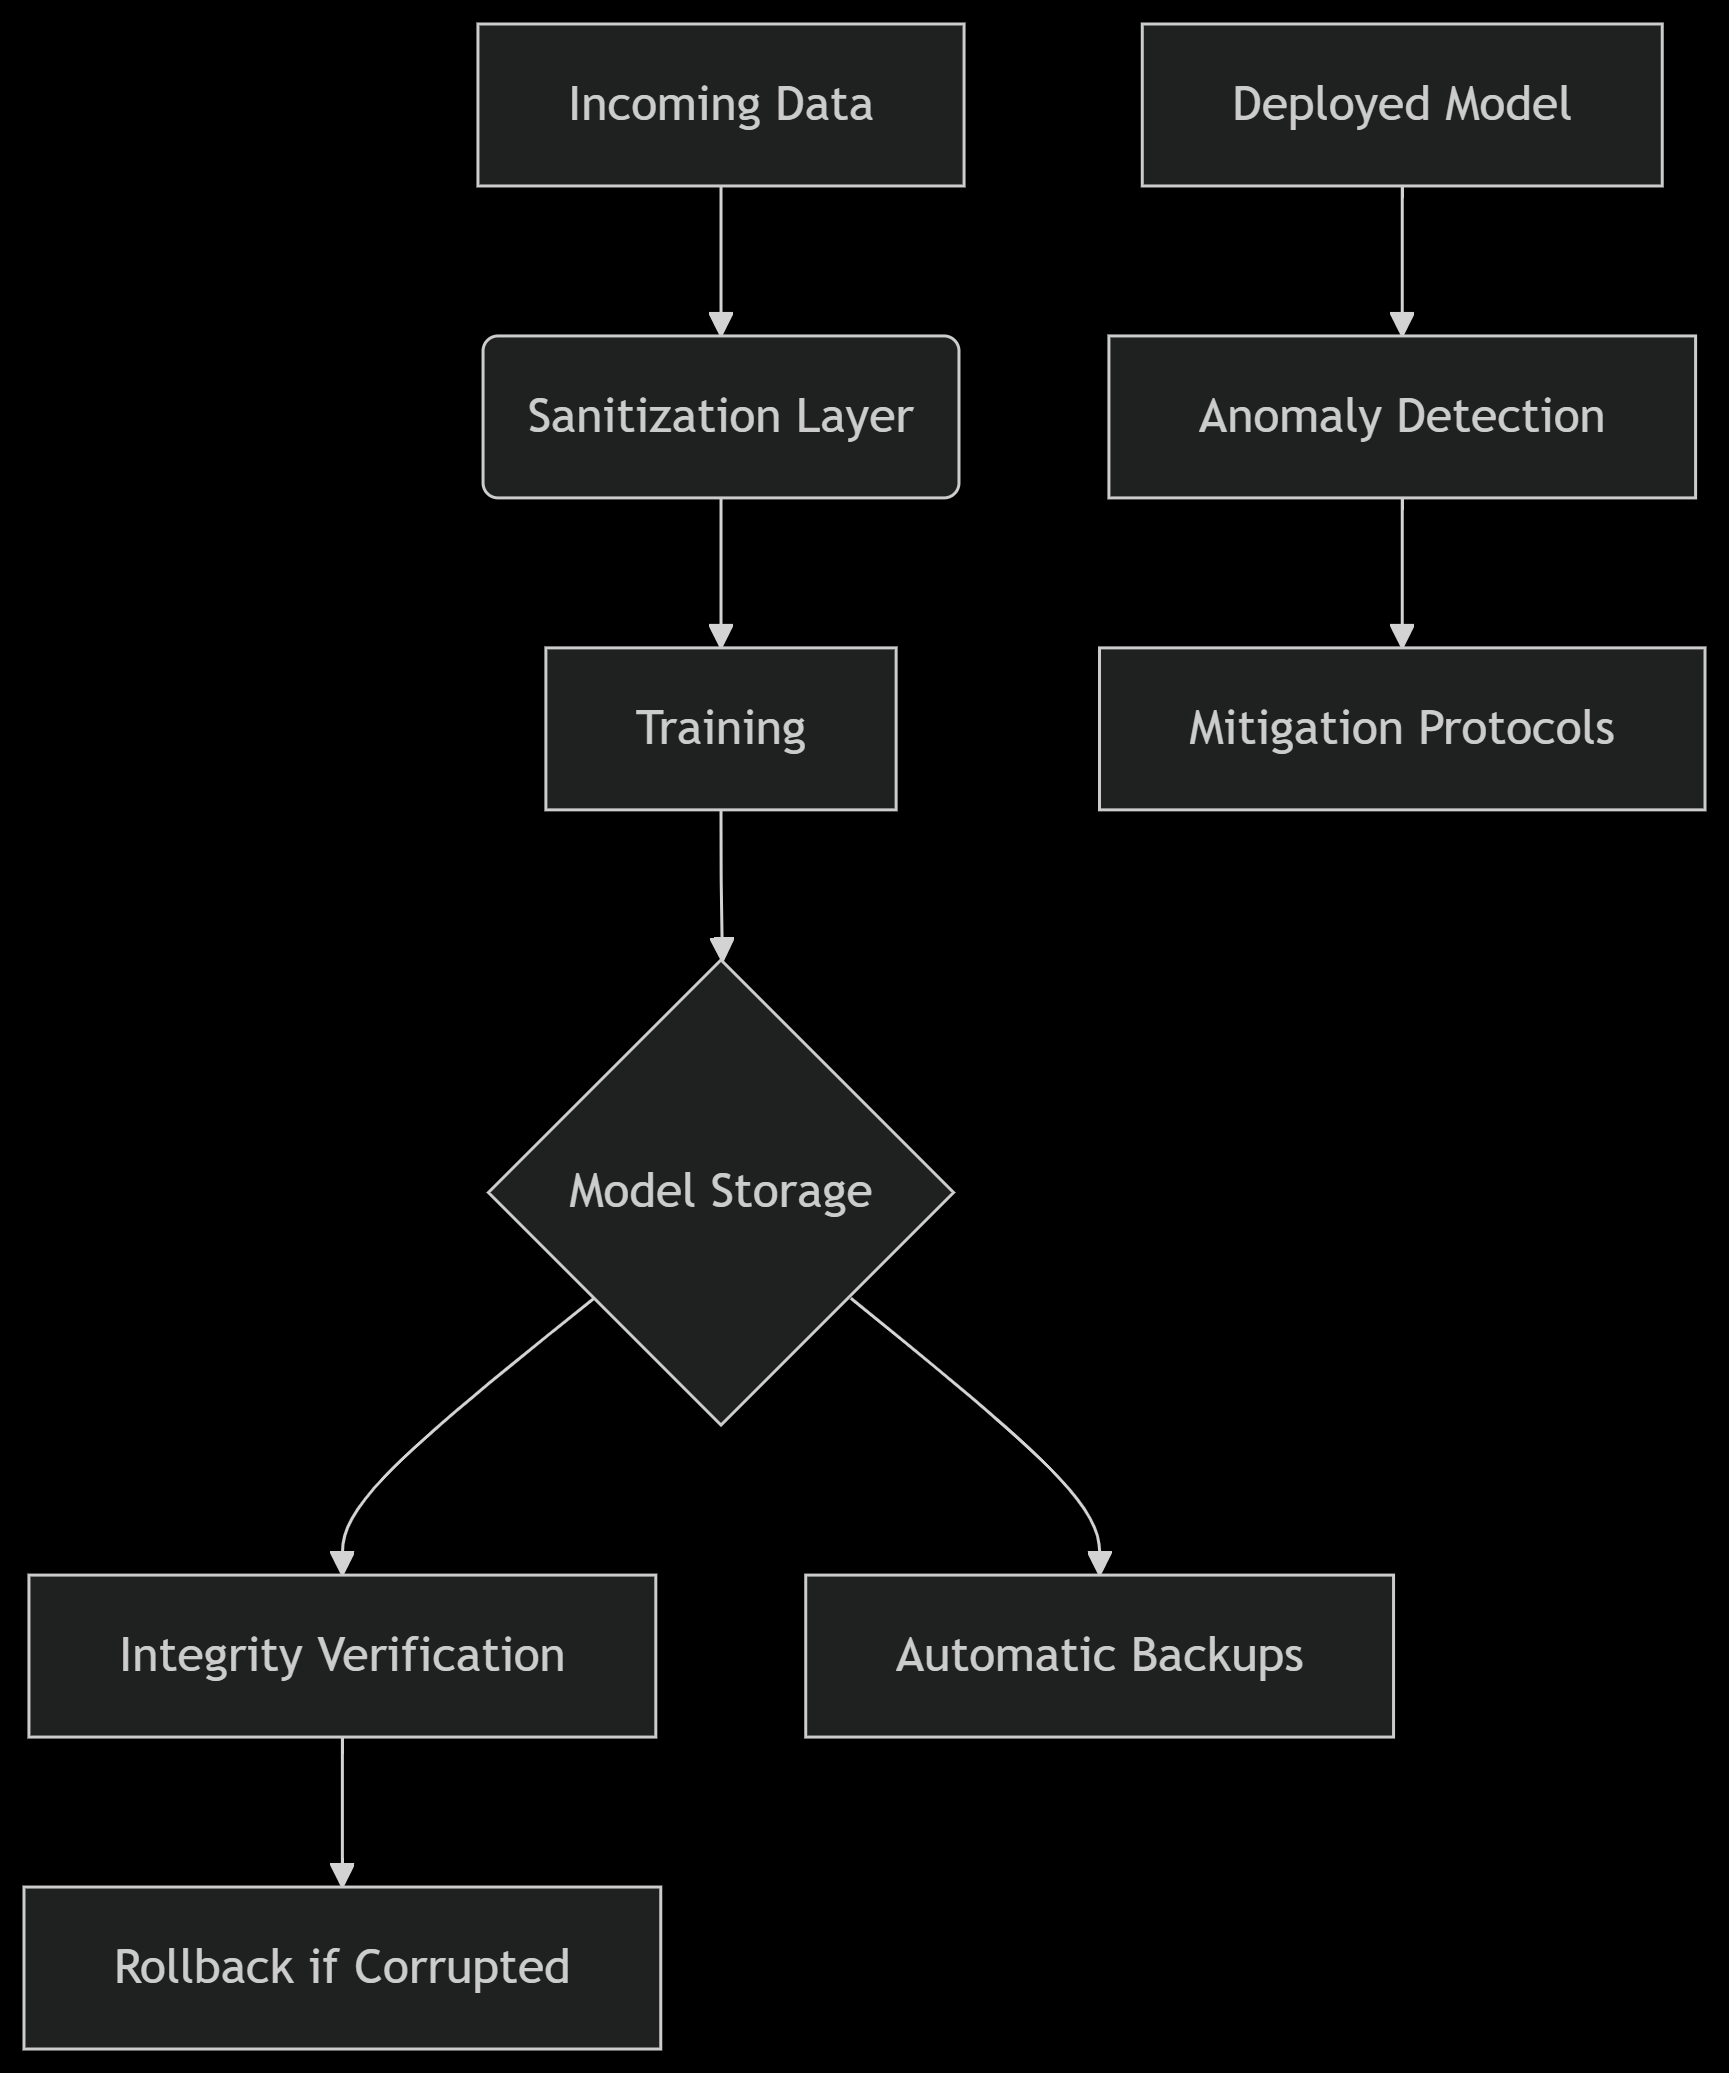 Incoming Data
Deployed Model
Sanitization Layer
Anomaly Detection
Training
Mitigation Protocols
Model Storage
Integrity Verification
Automatic Backups
Rollback if Corrupted